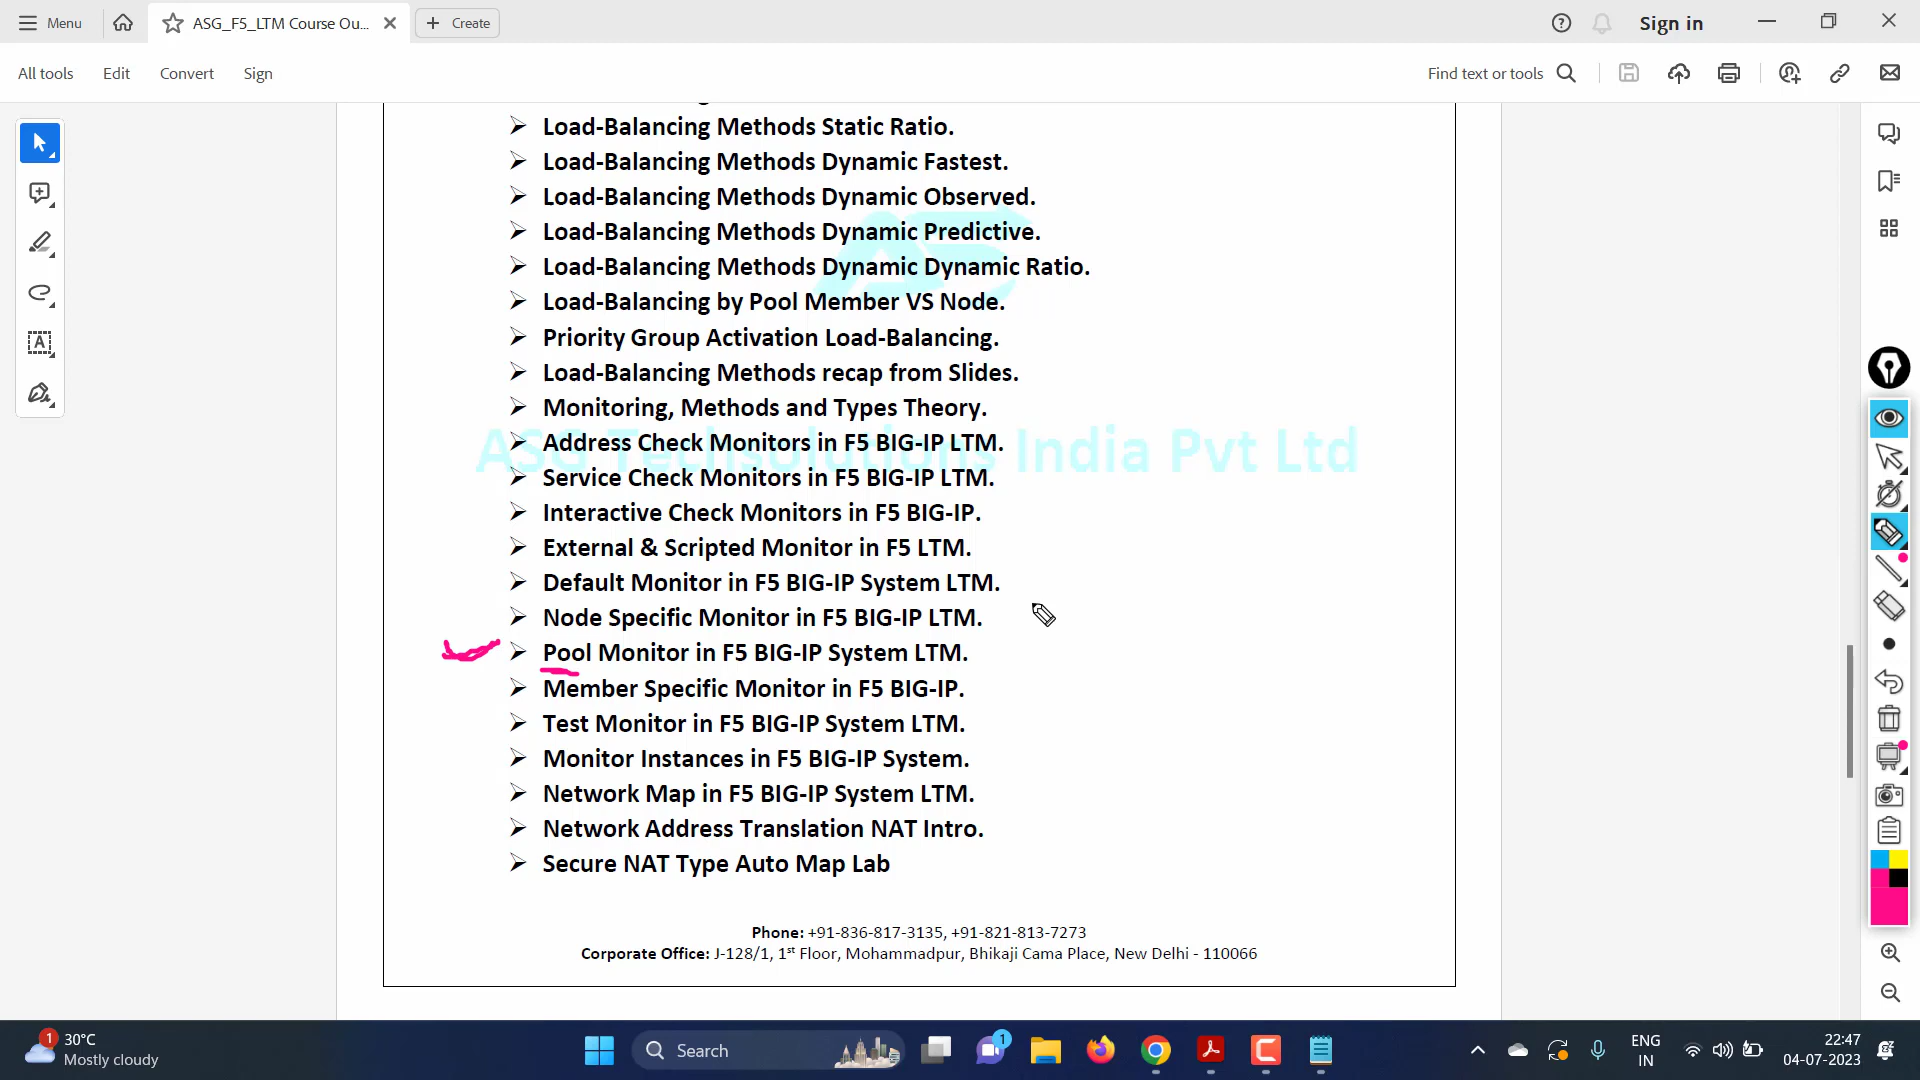 Menu
ASG_F5_LTM Course Ou...
Create
Sign in
All tools
Edit
Convert
Sign
Find text or tools
Load-Balancing Methods Static Ratio.
Load-Balancing Methods Dynamic Fastest.
Load-Balancing Methods Dynamic Observed.
Load-Balancing Methods Dynamic Predictive.
Load-Balancing Methods Dynamic Dynamic Ratio.
Load-Balancing by Pool Member VS Node.
Priority Group Activation Load-Balancing.
Load-Balancing Methods recap from Slides.
Monitoring, Methods and Types Theory.
Address Check Monitors in F5 BIG-IP LTM.
ASG Techsolutions India Pvt Ltd
Service Check Monitors in F5 BIG-IP LTM.
Interactive Check Monitors in F5 BIG-IP.
External & Scripted Monitor in F5 LTM.
Default Monitor in F5 BIG-IP System LTM.
Node Specific Monitor in F5 BIG-IP LTM.
Pool Monitor in F5 BIG-IP System LTM.
Member Specific Monitor in F5 BIG-IP.
Test Monitor in F5 BIG-IP System LTM.
Monitor Instances in F5 BIG-IP System.
Network Map in F5 BIG-IP System LTM.
Network Address Translation NAT Intro.
Secure NAT Type Auto Map Lab
Phone: +91-836-817-3135, +91-821-813-7273
Corporate Office: J-128/1, 1st Floor, Mohammadpur, Bhikaji Cama Place, New Delhi - 110066
1
30°C
Mostly cloudy
Search
1
ENG
IN
22:47
04-07-2023